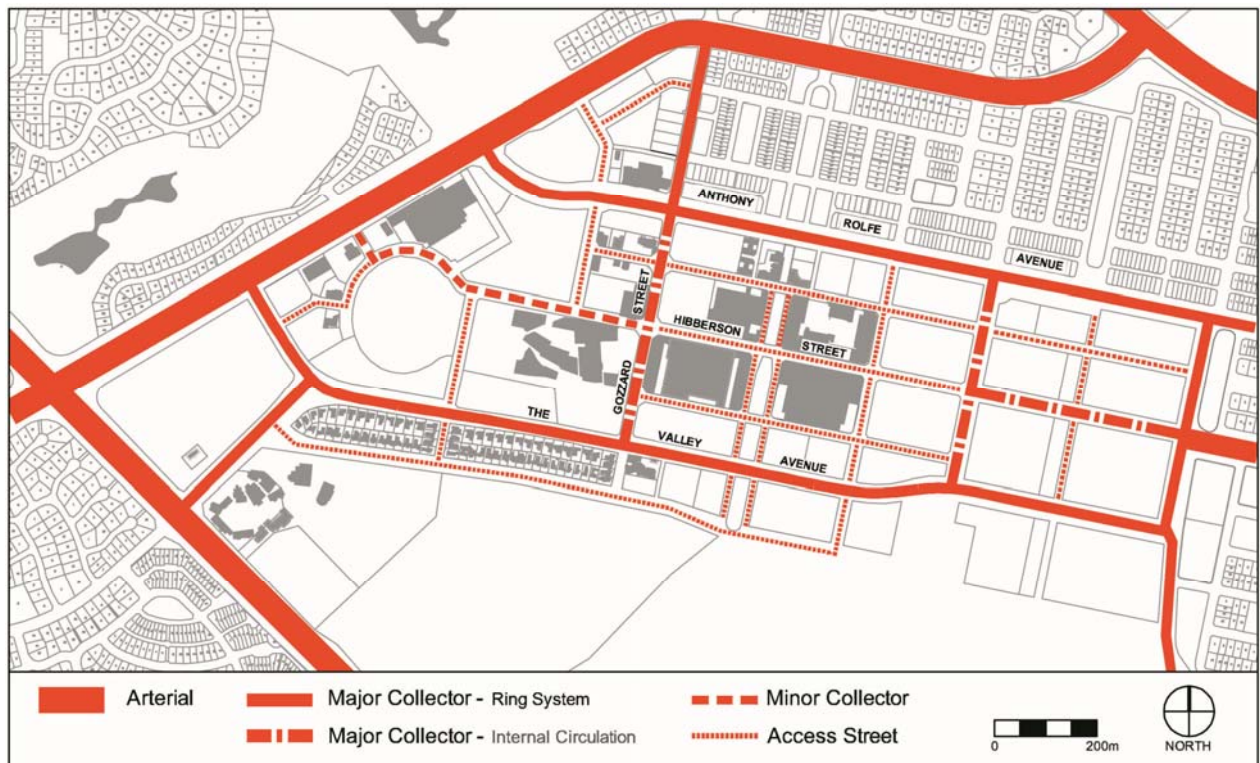 ANTHONY
ROLFE
AVENUE
STREET
HIBBERSON
STREET
GOZZARD
THE
VALLEY
AVENUE
Arterial
Major Collector - Ring System
Minor Collector
Major Collector - Internal Circulation
Access Street
0 200m
NORTH